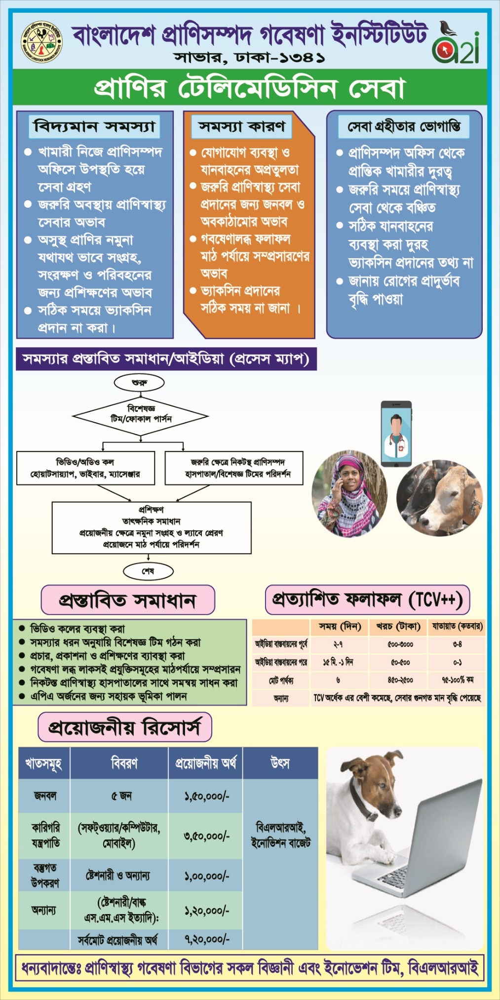 বাংলাদেশ প্রাণিসম্পদ গবেষণা ইনস্টিটিউট
সাভার, ঢাকা-১৩৪১
BANGLADESH LIVESTOCK RESEARCH INSTITUTE
a2i
প্রাণির টেলিমেডিসিন সেবা
বিদ্যমান সমস্যা
খামারী নিজে প্রাণিসম্পদ
অফিসে উপস্থতি হয়ে
সেবা গ্রহণ
জরুরি অবস্থায় প্রাণিস্বাস্থ্য
সেবার অভাব
অসুস্থ প্রাণির নমুনা
যথাযথ ভাবে সংগ্রহ,
সংরক্ষণ ও পরিবহনের
জন্য প্রশিক্ষণের অভাব
সঠিক সময়ে ভ্যাকসিন
প্রদান না করা।
সমস্যা কারণ
যোগাযোগ ব্যবস্থা ও
যানবাহনের অপ্রতুলতা
জরুরি প্রাণিস্বাস্থ্য সেবা
প্রদানের জন্য জনবল ও
অবকাঠামোর অভাব
গবষেণালব্ধ ফলাফল
মাঠ পর্যায়ে সম্প্রসারণের
অভাব
ভ্যাকসিন প্রদানের
সঠিক সময় না জানা ।
সেবা গ্রহীতার ভোগান্তি
প্রাণিসম্পদ অফিস থেকে
প্রান্তিক খামারীর দুরত্ব
জরুরি সময়ে প্রাণিস্বাস্থ্য
সেবা থেকে বঞ্চিত
সঠিক যানবাহনের
ব্যবস্থা করা দুরহ
ভ্যাকসিন প্রদানের তথ্য না
জানায় রোগের প্রাদুর্ভাব
বৃদ্ধি পাওয়া
সমস্যার প্রস্তাবিত সমাধান/আইডিয়া (প্রসেস ম্যাপ)
শুরু
বিশেষজ্ঞ
টিম/ফোকাল পার্সন
ভিডিও/অডিও কল
হোয়াটসায়্যাপ, ভাইবার, ম্যাসেঞ্জার
জরুরি ক্ষেত্রে নিকটস্থ প্রাণিসম্পদ
হাসপাতাল/বিশেষজ্ঞ টিমের পরিদর্শন
প্রশিক্ষণ
তাৎক্ষনিক সমাধান
প্রয়োজনীয় ক্ষেত্রে নমুনা সংগ্রহ ও ল্যাবে প্রেরণ
প্রয়োজনে মাঠ পর্যায়ে পরিদর্শন
শেষ
প্রস্তাবিত সমাধান
ভিডিও কলের ব্যবস্থা করা
সমস্যার ধরন অনুযায়ি বিশেষজ্ঞ টিম গঠন করা
প্রচার, প্রকাশনা ও প্রশিক্ষণের ব্যাবস্থা করা
গবেষণা লব্ধ লাকসই প্রযুক্তিসমূহের মাঠপর্যায়ে সম্প্রসারন
নিকটস্ত প্রাণিস্বাস্থ্য হাসপাতালের সাথে সমন্বয় সাধন করা
এপিএ অর্জনের জন্য সহায়ক ভূমিকা পালন
প্রত্যাশিত ফলাফল (TCV++)
সময় (দিন) খরচ (টাকা) যাতায়াত (কতবার)
আইডিয়া বাস্তবায়নের পূর্বে ২-৭ ৫০০-৩০০০ ৩-৪
আইডিয়া বাস্তবায়নের পরে ১৫ মি. -১ দিন ৫০-৫০০ ০-১
মোট পার্থক্য ৬ ৪৫০-২৫০০ ৭৫-১০০% কম
অন্যান্য TCV অর্ধেক এর বেশী কমেছে, সেবার গুনগত মান বৃদ্ধি পেয়েছে
প্রয়োজনীয় রিসোর্স
খাতসমূহ বিবরণ প্রয়োজনীয় অর্থ উৎস
জনবল ৫ জন ১,৫০,০০০/-
কারিগরি
যন্ত্রপাতি
(সফট্ওয়্যার/কম্পিউটার,
মোবাইল)
৩,৫০,০০০/-
বিএলআরআই,
ইনোভিশন বাজেট
বস্তুগত
উপকরণ
ষ্টেশনারী ও অন্যান্য
১,০০,০০০/-
অন্যান্য
(ষ্টেশনারী/বাল্ক
এস.এম.এস ইত্যাদি):
১,২০,০০০/-
সর্বমোট প্রয়োজনীয় অর্থ ৭,২০,০০০/-
ধন্যবাদান্তেঃ প্রাণিস্বাস্থ্য গবেষণা বিভাগের সকল বিজ্ঞানী এবং ইনোভেশন টিম, বিএলআরআই